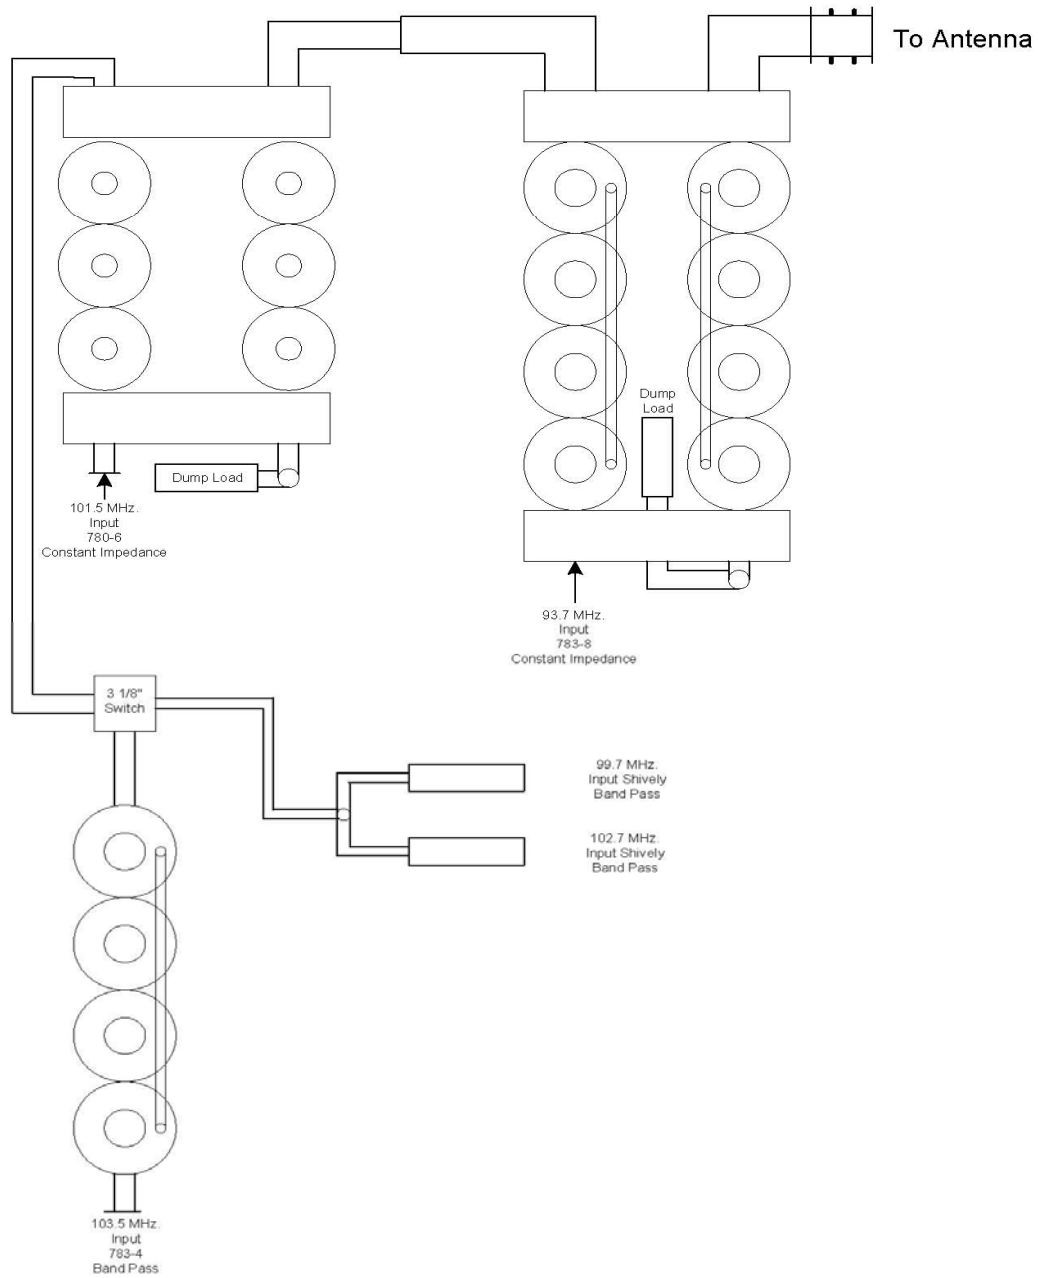 To Antenna
Dump
Load
Dump Load
101.5 MHz.
Input
780-6
Constant Impedance
93.7 MHz.
Input
783-8
Constant Impedance
3 1/8"
Switch
99.7 MHz.
Input Shively
Band Pass
102.7 MHz.
Input Shively
Band Pass
103.5 MHz.
Input
783-4
Band Pass